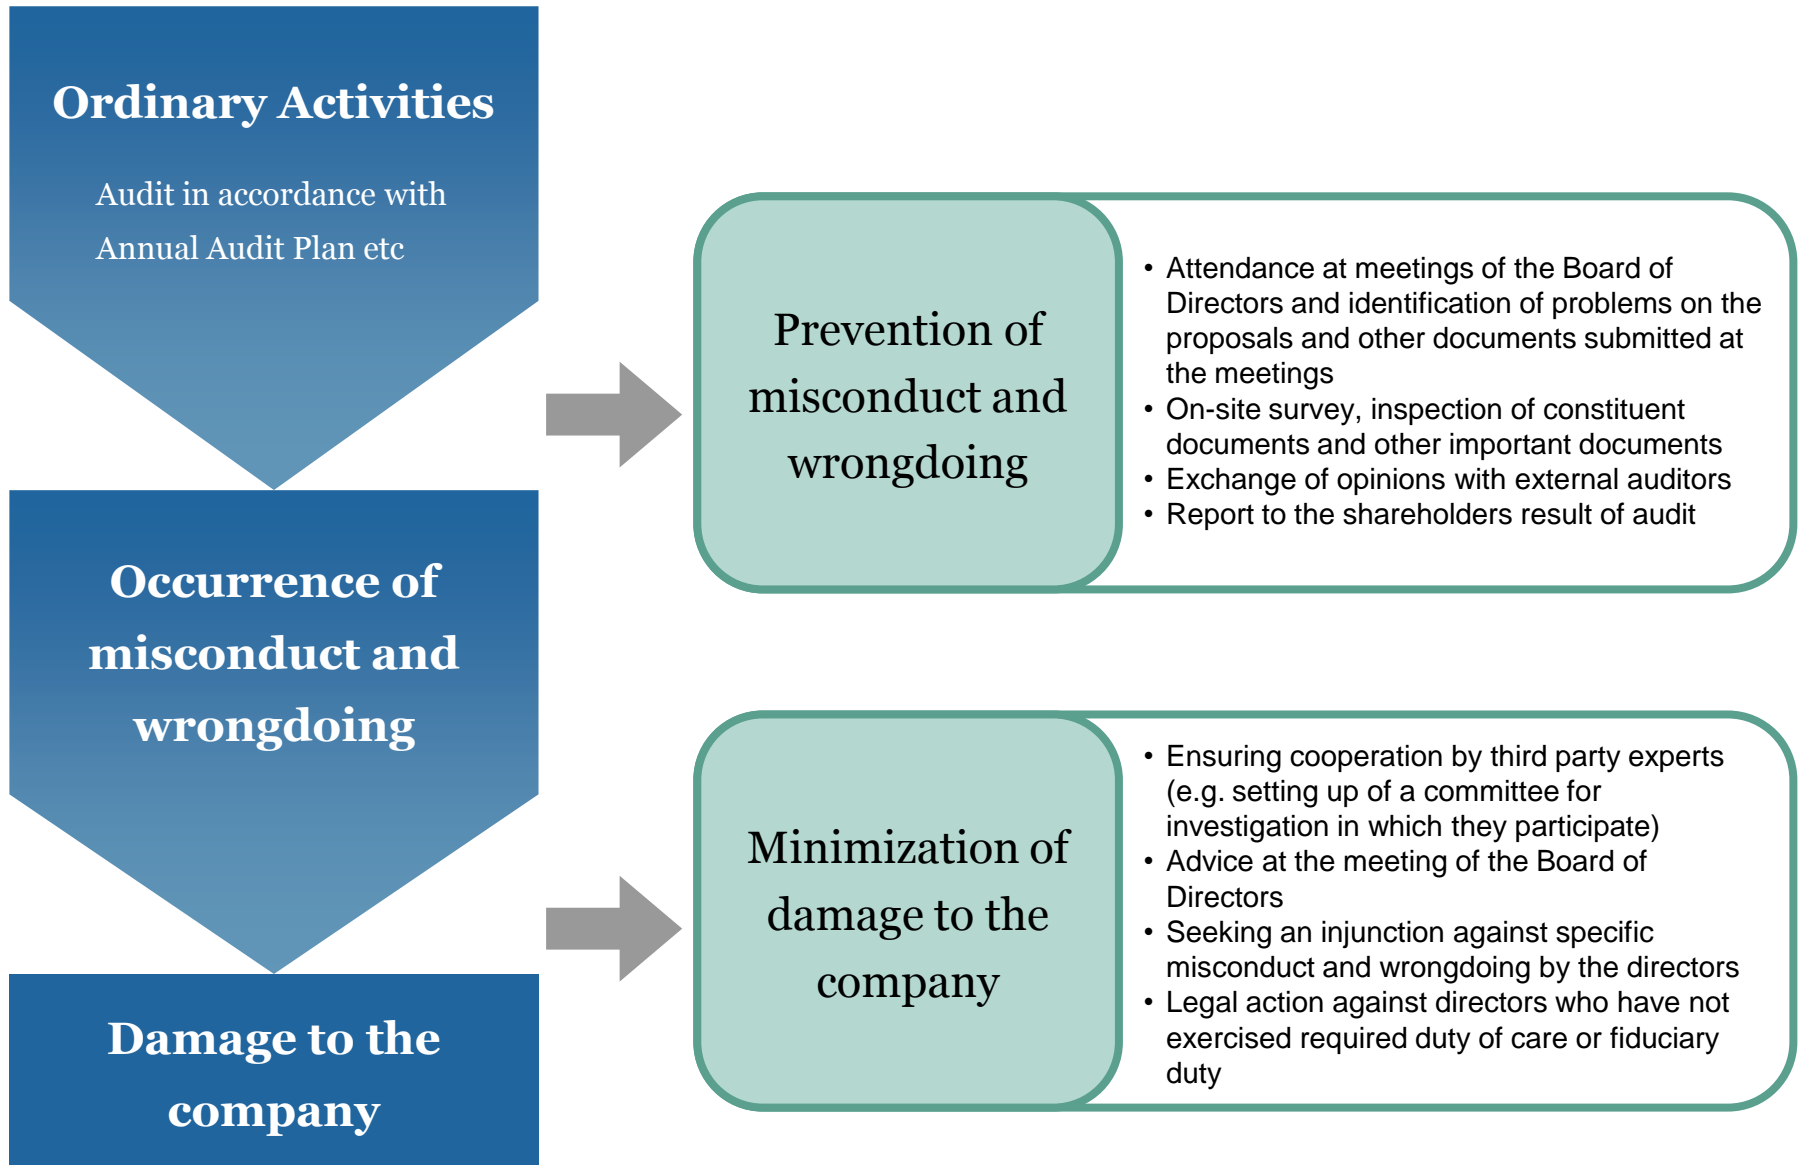 Ordinary Activities
Audit in accordance with
Annual Audit Plan etc
Occurrence of
misconduct and
wrongdoing
Damage to the
company
Prevention of
misconduct and
wrongdoing
• Attendance at meetings of the Board of
Directors and identification of problems on the
proposals and other documents submitted at
the meetings
• On-site survey, inspection of constituent
documents and other important documents
• Exchange of opinions with external auditors
• Report to the shareholders result of audit
Minimization of
damage to the
company
• Ensuring cooperation by third party experts
(e.g. setting up of a committee for
investigation in which they participate)
• Advice at the meeting of the Board of
Directors
• Seeking an injunction against specific
misconduct and wrongdoing by the directors
• Legal action against directors who have not
exercised required duty of care or fiduciary
duty